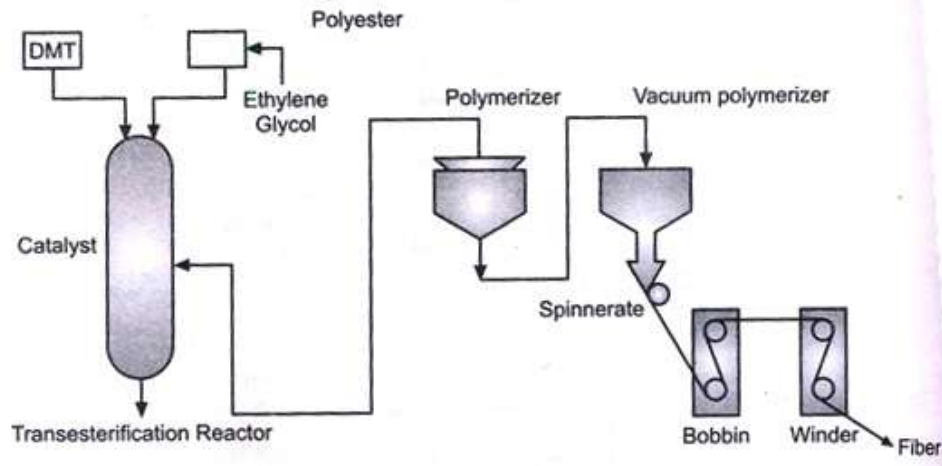 Polyester
DMT
Ethylene
Glycol
Polymerizer
Vacuum polymerizer
Catalyst
Spinnerate
Transesterification Reactor
Bobbin
Winder
Fiber